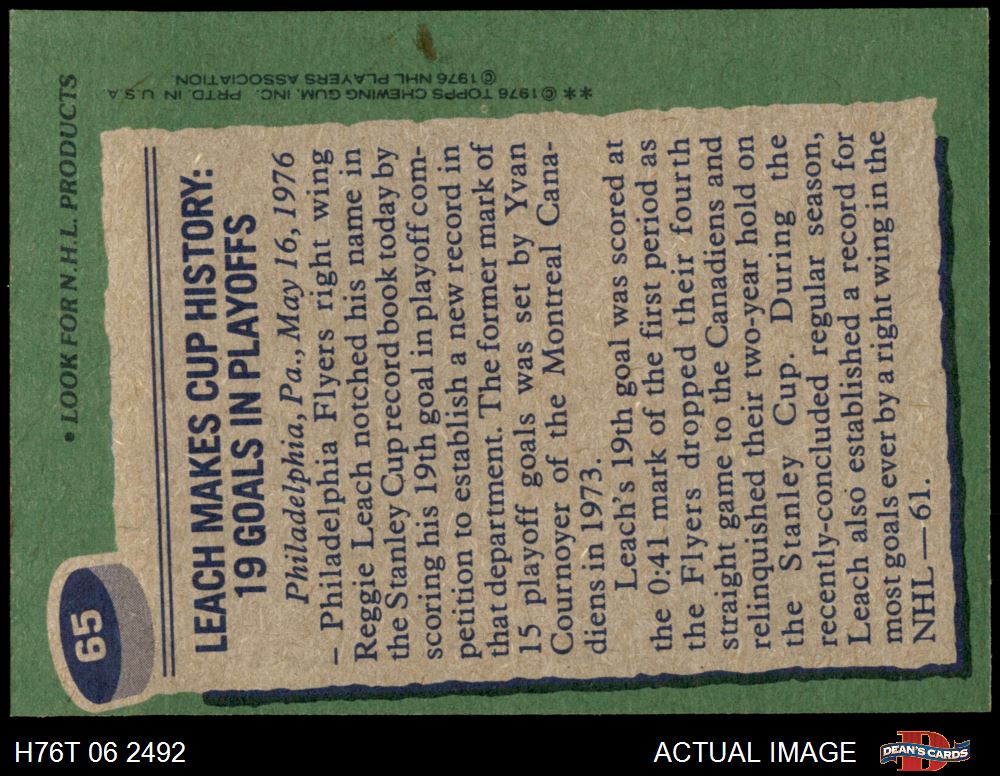 • LOOK FOR N.H.L. PRODUCTS
** © 1976 TOPPS CHEWING GUM, INC. PRTD. IN U.S.A
© 1976 NHL PLAYERS ASSOCIATION
65
LEACH MAKES CUP HISTORY:
19 GOALS IN PLAYOFFS
Philadelphia, Pa., May 16, 1976
— Philadelphia Flyers right wing
Reggie Leach notched his name in
the Stanley Cup record book today by
scoring his 19th goal in playoff com-
petition to establish a new record in
that department. The former mark of
15 playoff goals was set by Yvan
Cournoyer of the Montreal Cana-
diens in 1973.
Leach's 19th goal was scored at
the 0:41 mark of the first period as
the Flyers dropped their fourth
straight game to the Canadiens and
relinquished their two-year hold on
the Stanley Cup. During the
recently-concluded regular season,
Leach also established a record for
most goals ever by a right wing in the
NHL—61.
H76T 06 2492
ACTUAL IMAGE
D
DEAN'S CARDS